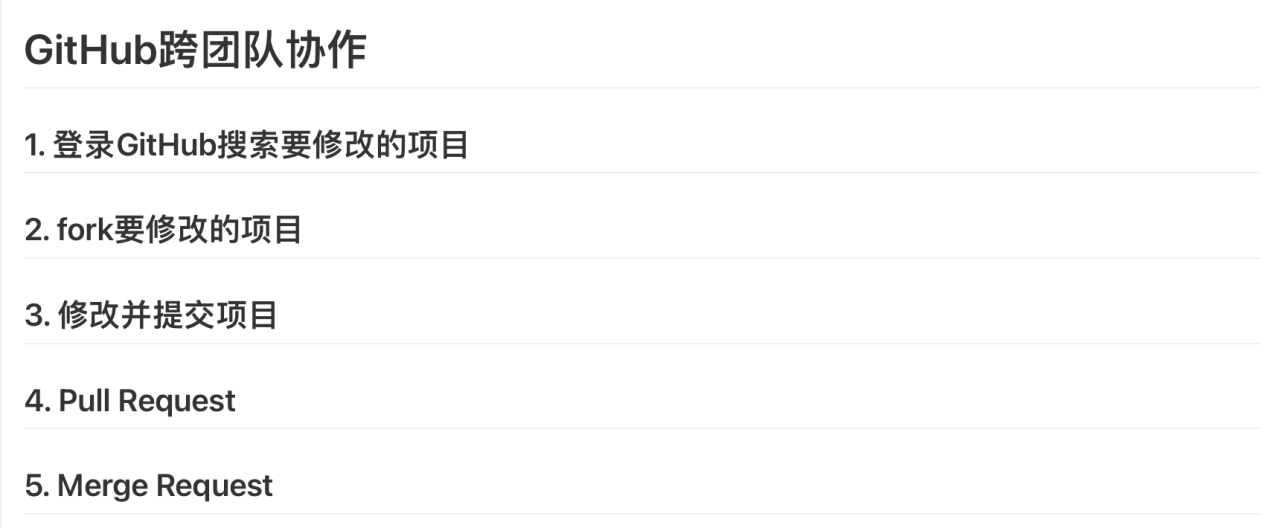 GitHub跨团队协作
1. 登录GitHub搜索要修改的项目
2. fork要修改的项目
3. 修改并提交项目
4. Pull Request
5. Merge Request